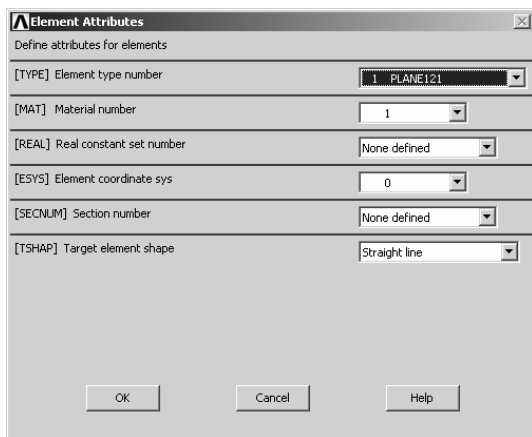 Element Attributes
Define attributes for elements
[TYPE] Element type number 1 PLANE121
[MAT] Material number 1
[REAL] Real constant set number None defined
[ESYS] Element coordinate sys 0
[SECNUM] Section number None defined
[TSHAP] Target element shape Straight line
OK Cancel Help